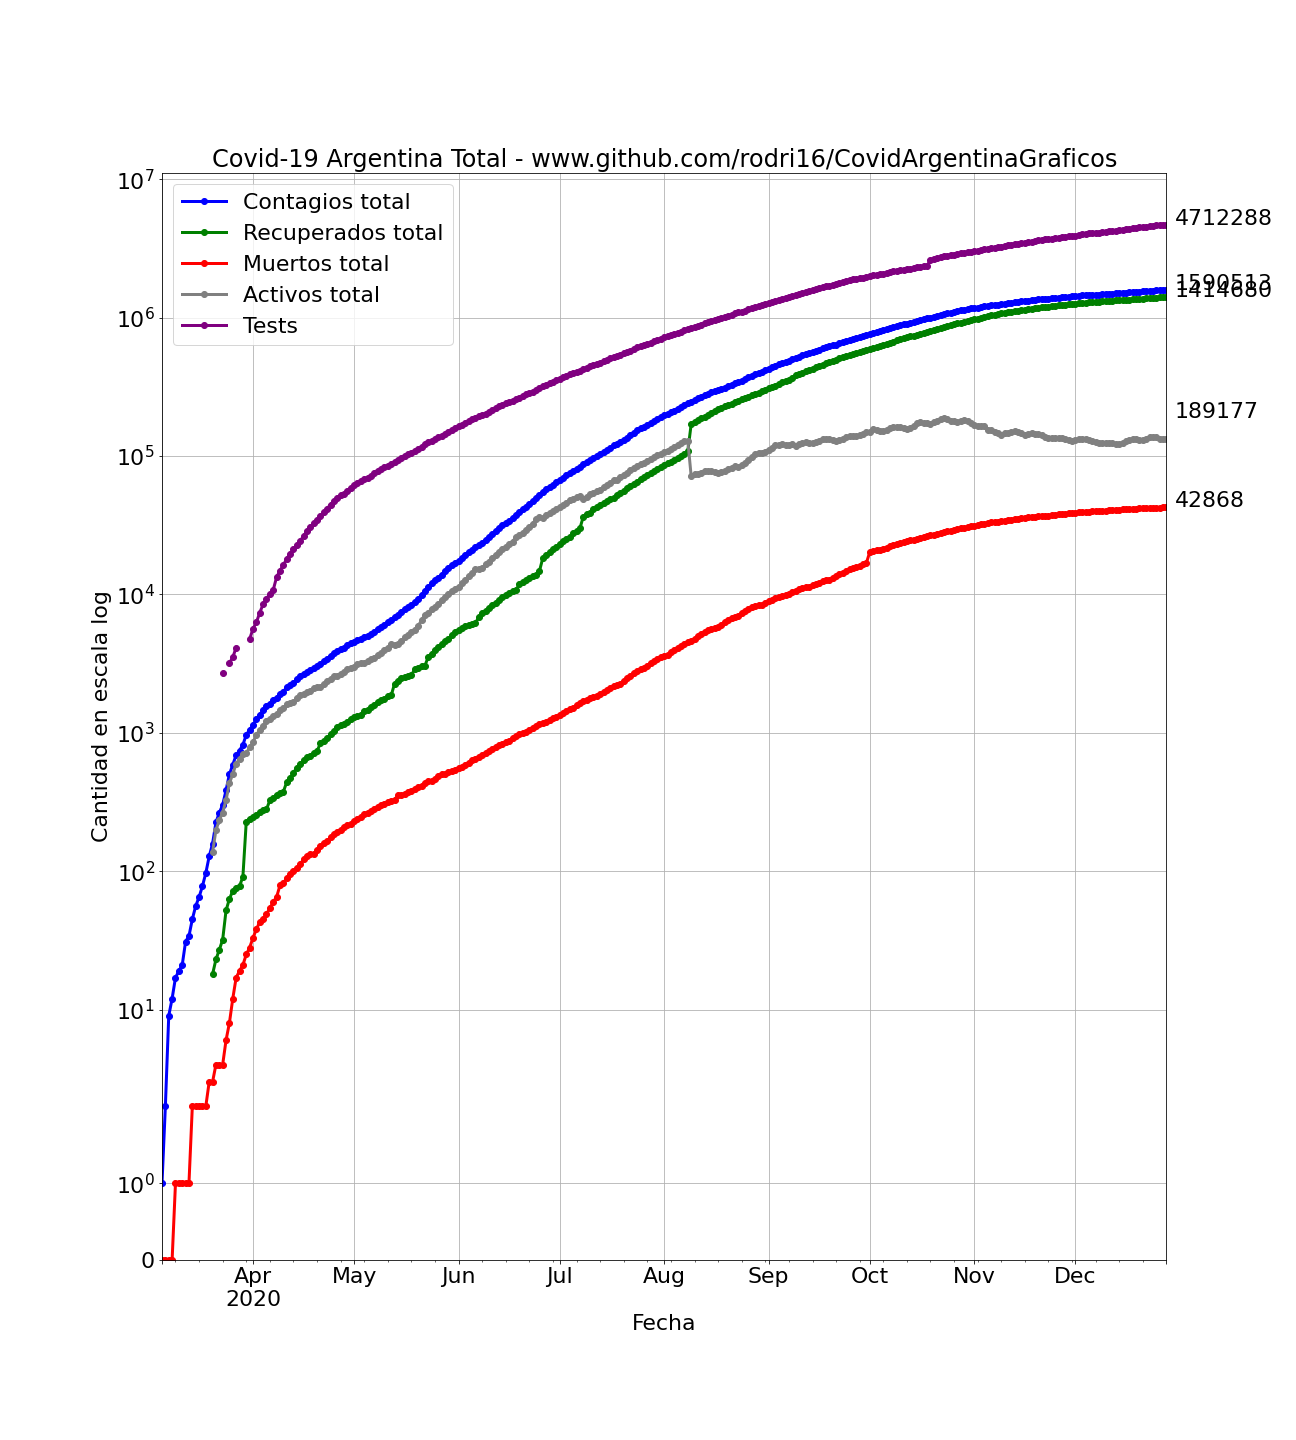 Covid-19 Argentina Total - www.github.com/rodri16/CovidArgentinaGraficos
Contagios total
Recuperados total
Muertos total
Activos total
Tests
10^7
10^6
10^5
10^4
10^3
10^2
10^1
10^0
0
Cantidad en escala log
4712288
1590513
1414680
189177
42868
Apr May Jun Jul Aug Sep Oct Nov Dec
2020
Fecha